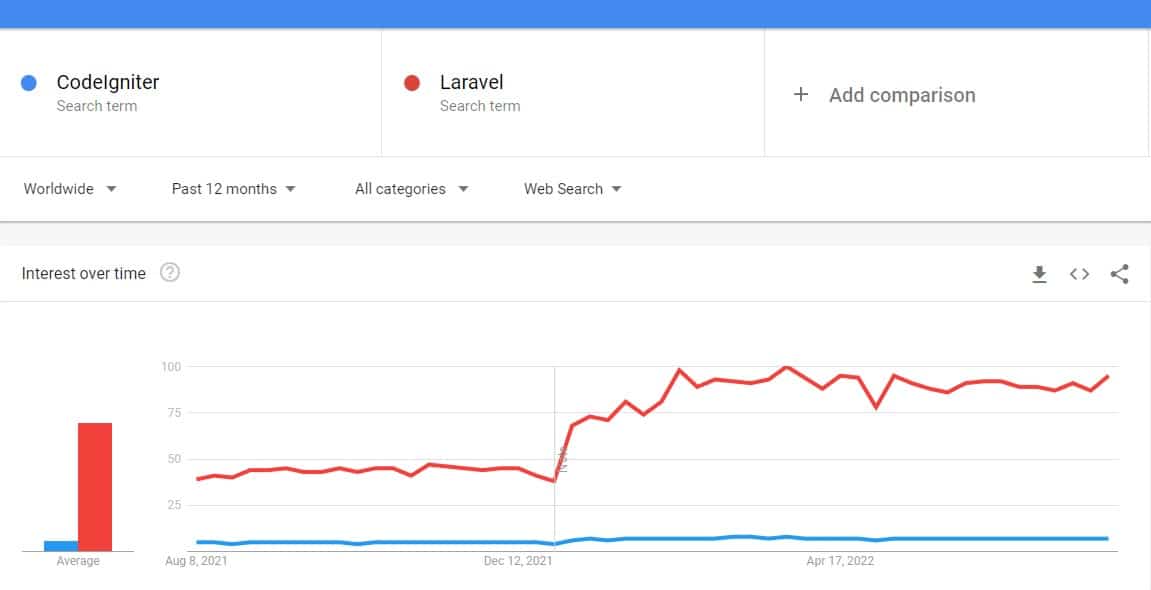 CodeIgniter
Search term
Laravel
Search term
+ Add comparison
Worldwide
Past 12 months
All categories
Web Search
Interest over time ?
100
75
50
25
Note
Average
Aug 8, 2021
Dec 12, 2021
Apr 17, 2022